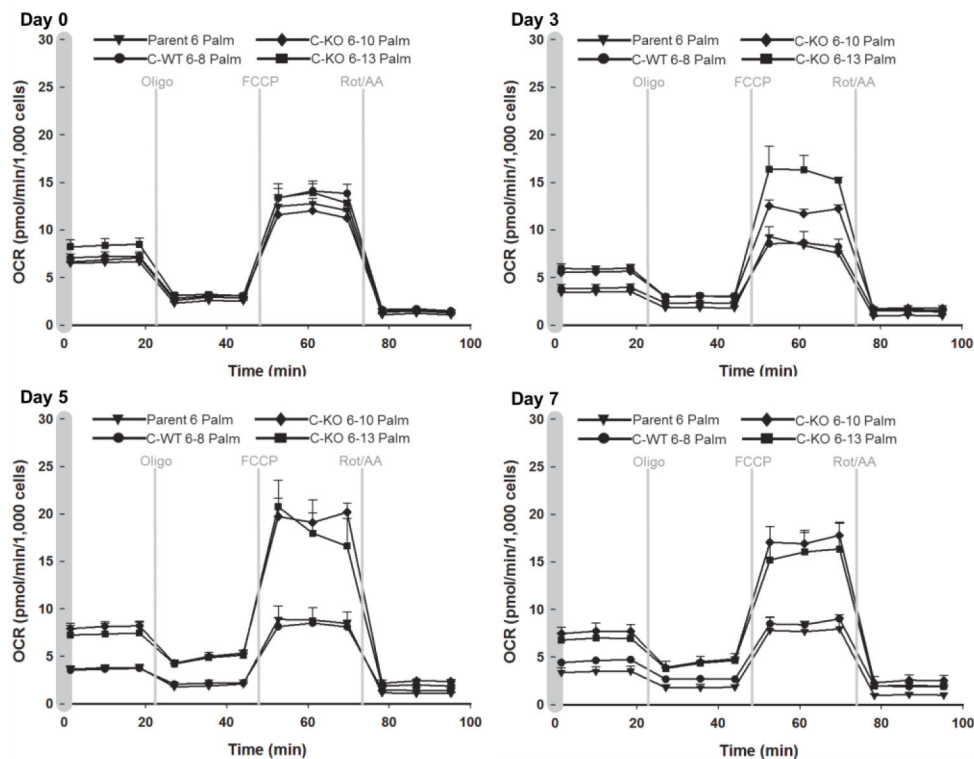 Day 0
Parent 6 Palm C-KO 6-10 Palm
C-WT 6-8 Palm C-KO 6-13 Palm
Oligo FCCP Rot/AA
OCR (pmol/min/1,000 cells)
30
25
20
15
10
5
0
0 20 40 60 80 100
Time (min)
Day 3
Parent 6 Palm C-KO 6-10 Palm
C-WT 6-8 Palm C-KO 6-13 Palm
Oligo FCCP Rot/AA
OCR (pmol/min/1,000 cells)
30
25
20
15
10
5
0
0 20 40 60 80 100
Time (min)
Day 5
Parent 6 Palm C-KO 6-10 Palm
C-WT 6-8 Palm C-KO 6-13 Palm
Oligo FCCP Rot/AA
OCR (pmol/min/1,000 cells)
30
25
20
15
10
5
0
0 20 40 60 80 100
Time (min)
Day 7
Parent 6 Palm C-KO 6-10 Palm
C-WT 6-8 Palm C-KO 6-13 Palm
Oligo FCCP Rot/AA
OCR (pmol/min/1,000 cells)
30
25
20
15
10
5
0
0 20 40 60 80 100
Time (min)